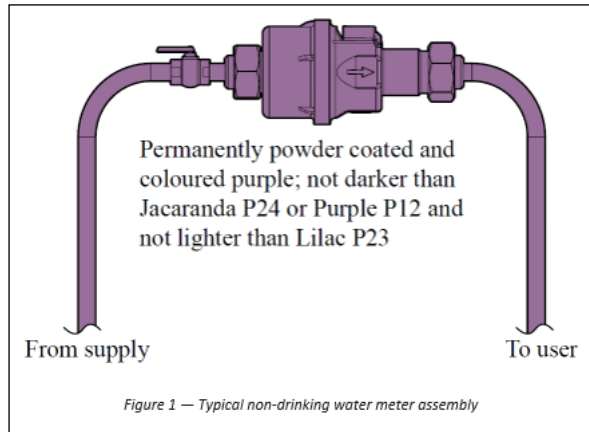 Permanently powder coated and
coloured purple; not darker than
Jacaranda P24 or Purple P12 and
not lighter than Lilac P23
From supply
To user
Figure 1 — Typical non-drinking water meter assembly